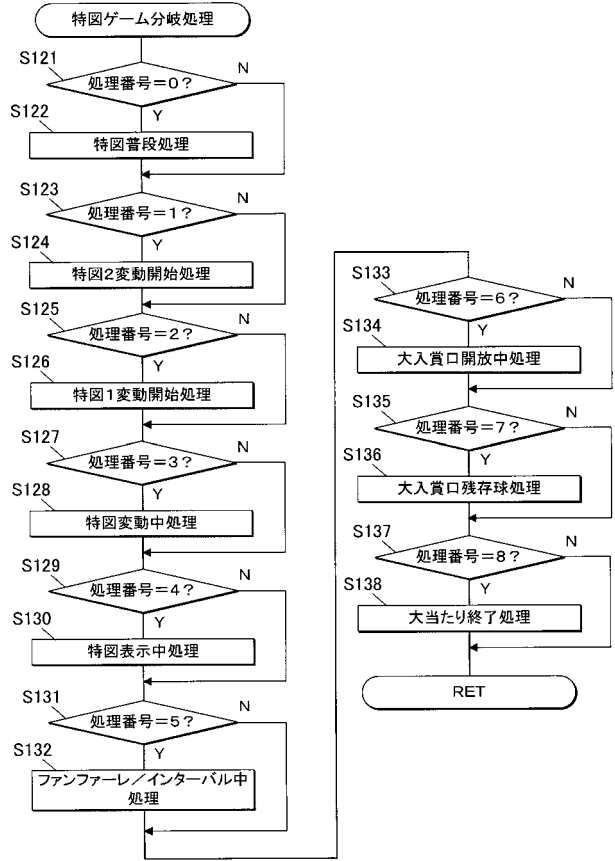 特図ゲーム分岐処理
S121
処理番号=0?
N
Y
S122
特図普段処理
S123
処理番号=1?
N
Y
S124
特図2変動開始処理
S125
処理番号=2?
N
Y
S126
特図1変動開始処理
S127
処理番号=3?
N
Y
S128
特図変動中処理
S129
処理番号=4?
N
Y
S130
特図表示中処理
S131
処理番号=5?
N
Y
S132
ファンファーレ/インターバル中
処理
S133
処理番号=6?
N
Y
S134
大入賞口開放中処理
S135
処理番号=7?
N
Y
S136
大入賞口残存球処理
S137
処理番号=8?
N
Y
S138
大当たり終了処理
RET